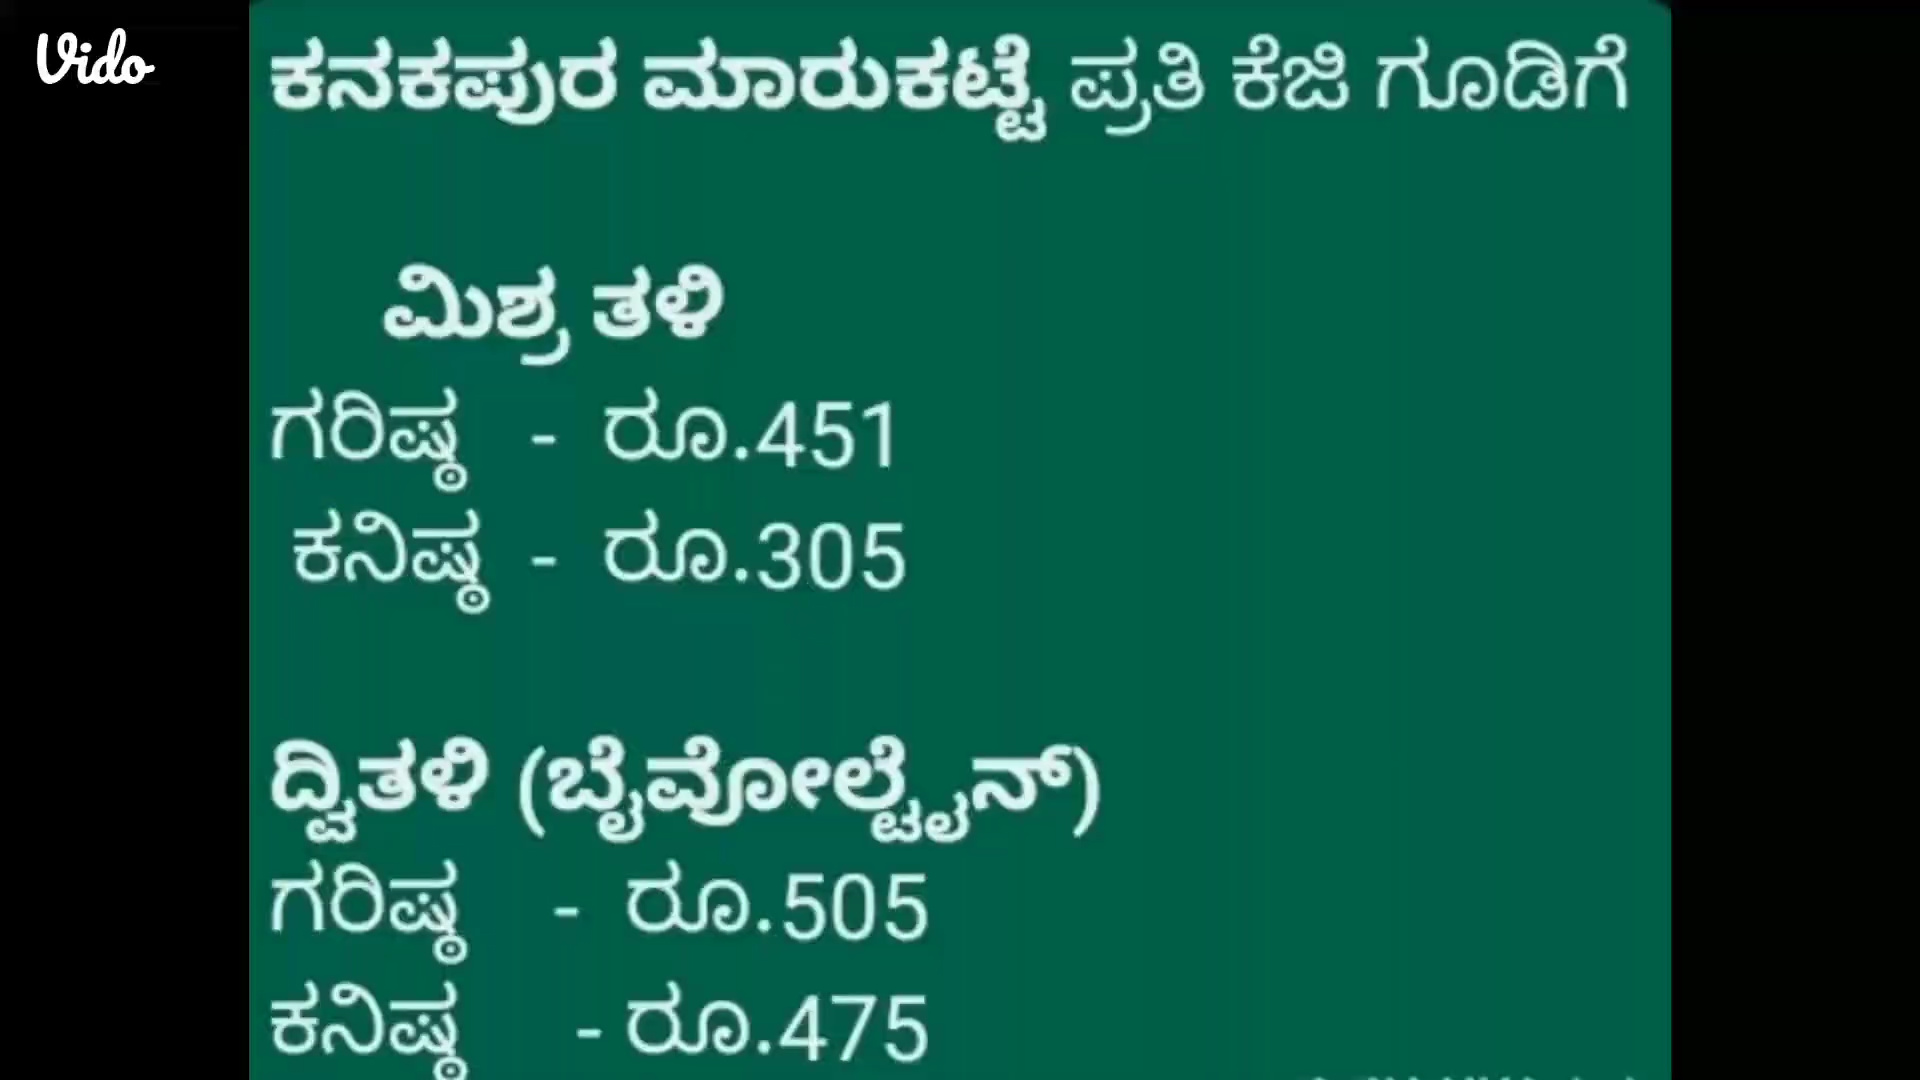 Vido
ಕನಕಪುರ ಮಾರುಕಟ್ಟೆ ಪ್ರತಿ ಕೆಜಿ ಗೂಡಿಗೆ
ಮಿಶ್ರ ತಳಿ
ಗರಿಷ್ಠ - ರೂ.451
ಕನಿಷ್ಠ - ರೂ.305
ದ್ವಿತಳಿ (ಬೈವೋಲ್ಟೈನ್)
ಗರಿಷ್ಠ - ರೂ.505
ಕನಿಷ್ಠ - ರೂ.475